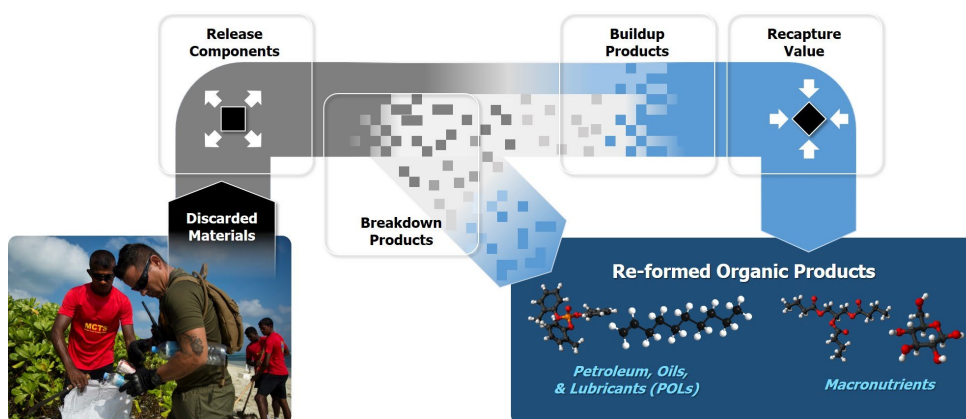 Release
Components
Buildup
Products
Recapture
Value
Breakdown
Products
Discarded
Materials
MCTS
Re-formed Organic Products
Petroleum, Oils,
& Lubricants (POLs)
Macronutrients